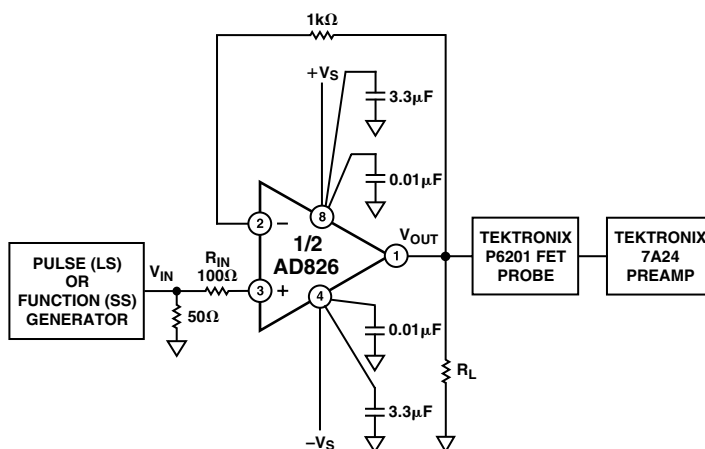 1kΩ
+VS
3.3μF
0.01μF
2
−
8
1/2
AD826
VOUT
1
TEKTRONIX
P6201 FET
PROBE
TEKTRONIX
7A24
PREAMP
PULSE (LS)
OR
FUNCTION (SS)
GENERATOR
VIN
RIN
100Ω
3
+
4
50Ω
0.01μF
RL
3.3μF
−VS